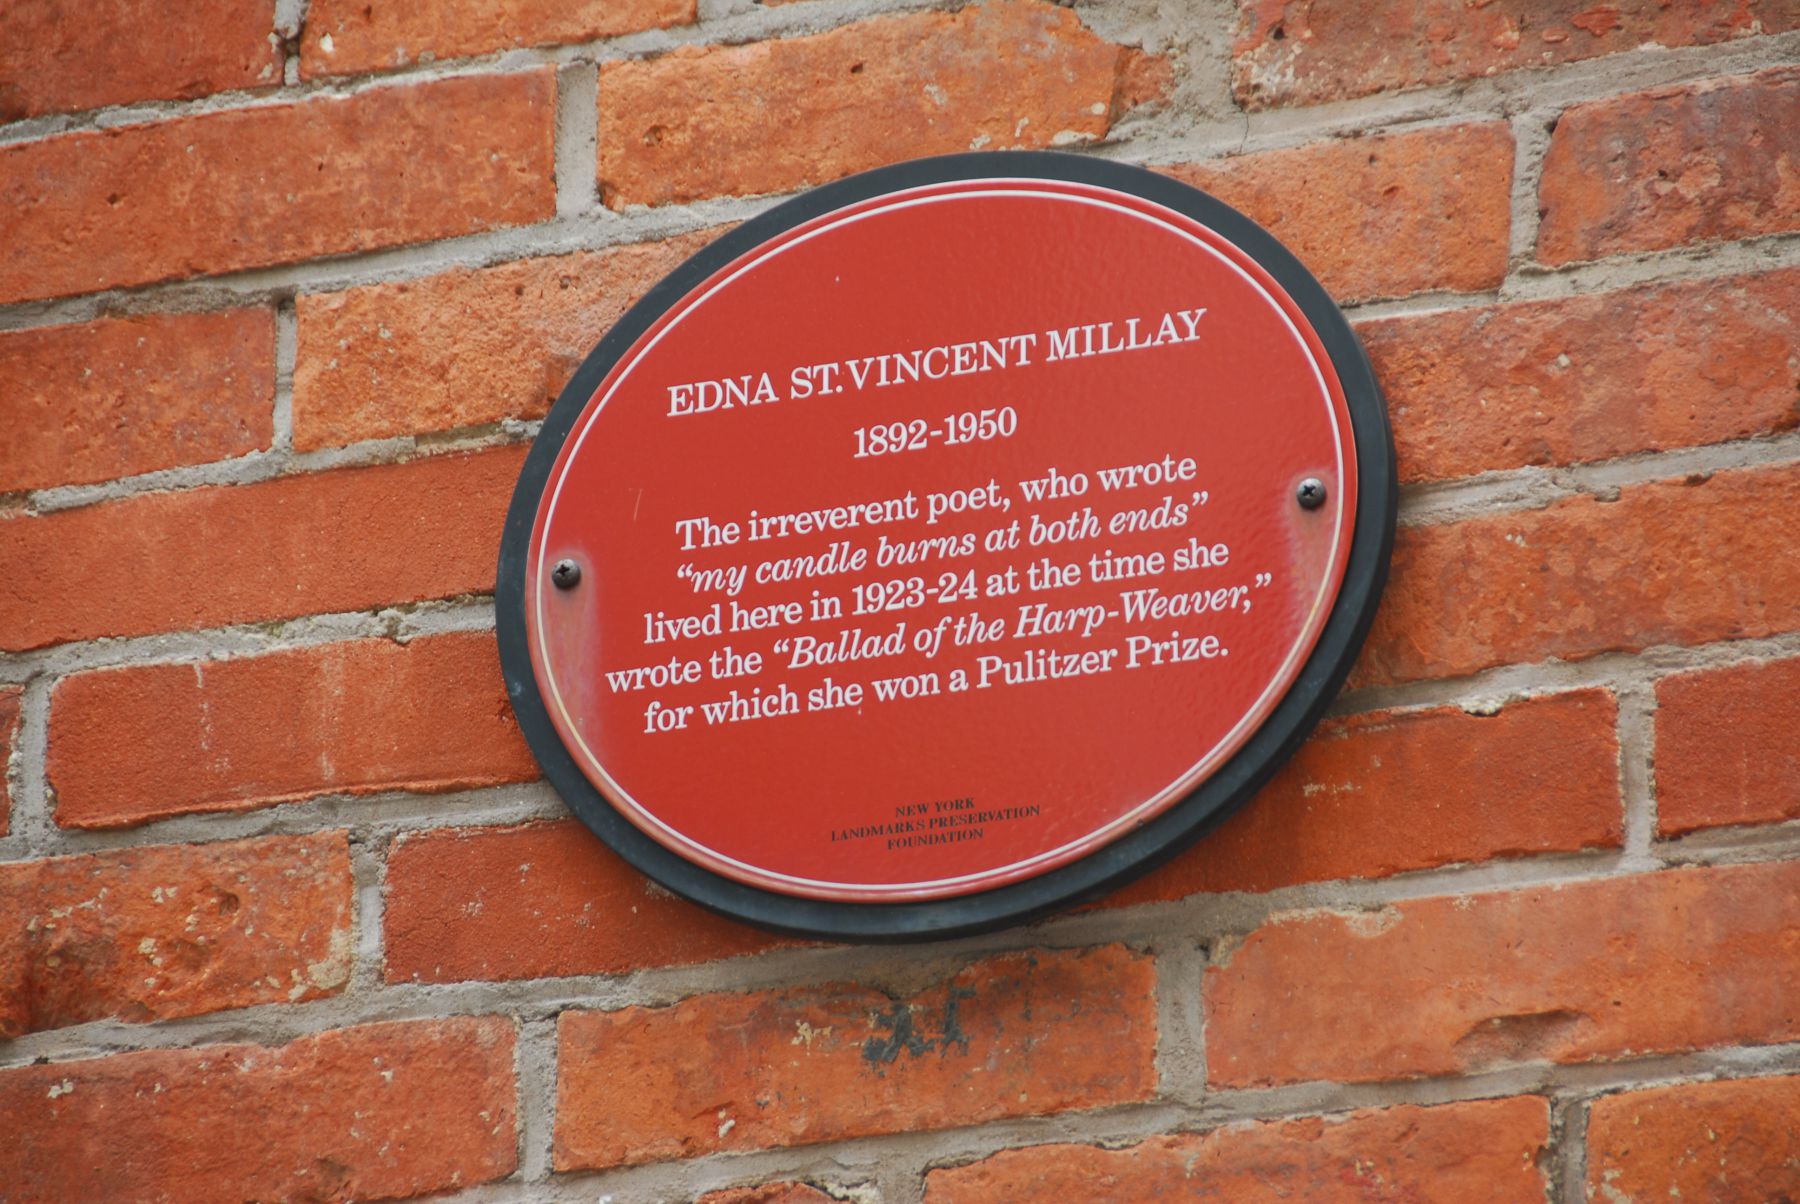 EDNA ST. VINCENT MILLAY
1892-1950
The irreverent poet, who wrote
“my candle burns at both ends”
lived here in 1923-24 at the time she
wrote the “Ballad of the Harp-Weaver,”
for which she won a Pulitzer Prize.
NEW YORK
LANDMARKS PRESERVATION
FOUNDATION